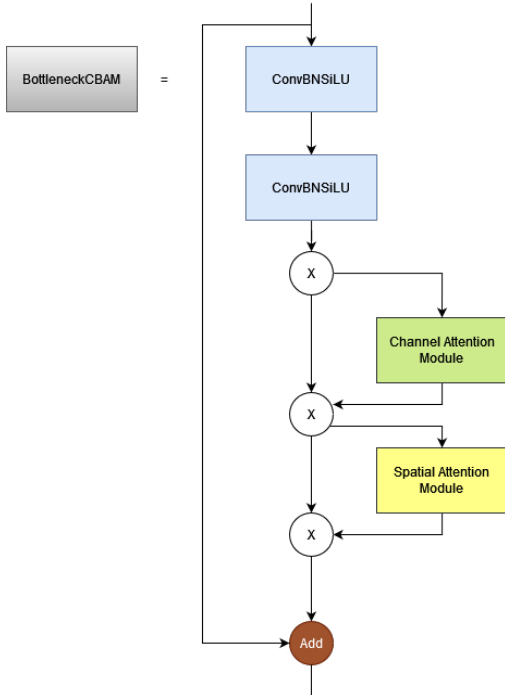 BottleneckCBAM
=
ConvBNSiLU
ConvBNSiLU
X
Channel Attention
Module
X
Spatial Attention
Module
X
Add